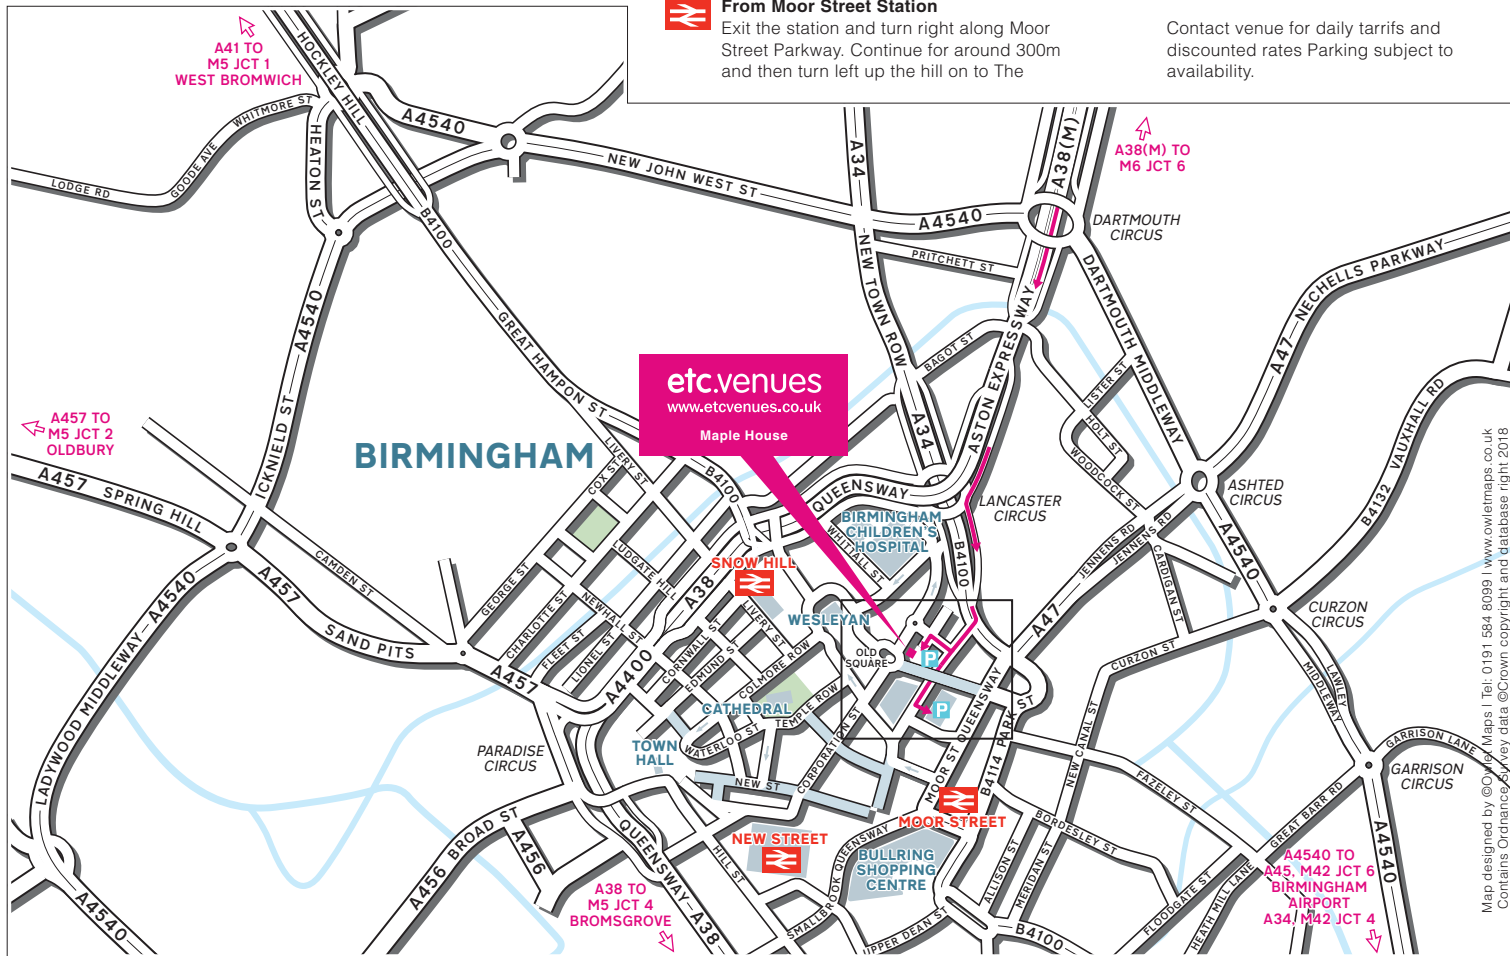 From Moor Street Station
Exit the station and turn right along Moor
Street Parkway. Continue for around 300m
and then turn left up the hill on to The
Contact venue for daily tarrifs and
discounted rates Parking subject to
availability.
A41 TO
M5 JCT 1
WEST BROMWICH
HOCKLEY HILL
WHITMORE ST
GOODE AVE
LODGE RD
HEATON ST
A4540
NEW JOHN WEST ST
A34
A38(M)
A38(M) TO
M6 JCT 6
A4540
DARTMOUTH
CIRCUS
B4100
PRITCHETT ST
NEW TOWN ROW
DARTMOUTH MIDDLEWAY
A47
NECHELLS PARKWAY
A4540
GREAT HAMPTON ST
BAGOT ST
ASTON EXPRESSWAY
LISTER ST
HOLT ST
WOODCOCK ST
B4132
VAUXHALL RD
etc.venues
www.etcvenues.co.uk
Maple House
A457 TO
M5 JCT 2
OLDBURY
ICKNIELD ST
BIRMINGHAM
A457
SPRING HILL
LIVERY ST
COX ST
B4100
A34
QUEENSWAY
LANCASTER
CIRCUS
ASHTED
CIRCUS
BIRMINGHAM
CHILDREN'S
HOSPITAL
WHITTALL ST
B4100
JENNENS RD
JENNENS RD
CARDIGAN ST
A4540
CAMDEN ST
A457
A4540
LADYWOOD MIDDLEWAY
SAND PITS
GEORGE ST
CHARLOTTE ST
LUDGATE HILL
NEWHALL ST
FLEET ST
LIONEL ST
A38
SNOW HILL
LIVERY ST
WESLEYAN
CORNWALL ST
EDMUND ST
COLMORE ROW
OLD
SQUARE
P
P
A47
CURZON
CIRCUS
CURZON ST
LAWLEY
MIDDLEWAY
A457
A4400
CATHEDRAL
TEMPLE ROW
WATERLOO ST
TOWN
HALL
PARADISE
CIRCUS
NEW ST
CORPORATION ST
MOOR ST QUEENSWAY
B4114
PARK ST
NEW CANAL ST
FAZELEY ST
GARRISON LANE
GARRISON
CIRCUS
GREAT BARR RD
A4540
MOOR STREET
BORDESLEY ST
NEW STREET
BULLRING
SHOPPING
CENTRE
SMALLBROOK QUEENSWAY
HILL ST
UPPER DEAN ST
ALLISON ST
MERIDAN ST
FLOODGATE ST
HEATH MILL LANE
B4100
A456
BROAD ST
A456
QUEENSWAY
A38
A38 TO
M5 JCT 4
BROMSGROVE
A4540
A4540 TO
A45, M42 JCT 6
BIRMINGHAM
AIRPORT
A34, M42 JCT 4
Map designed by ©Owlet Maps | Tel: 0191 584 8099 | www.owletmaps.co.uk
Contains Ordnance Survey data ©Crown copyright and database right 2018